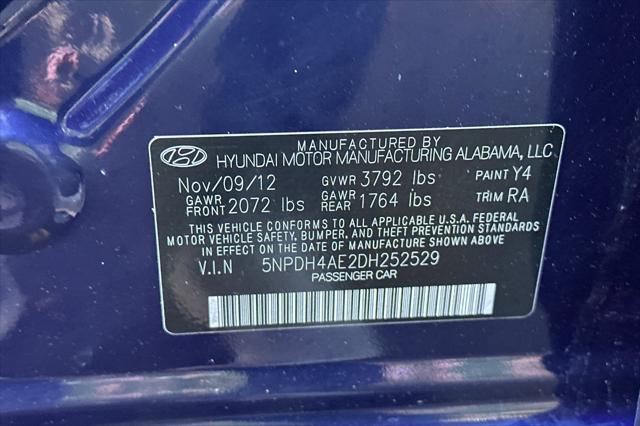 MANUFACTURED BY
HYUNDAI MOTOR MANUFACTURING ALABAMA, LLC
Nov/09/12 GVWR 3792 lbs PAINT Y4
GAWR FRONT 2072 lbs GAWR REAR 1764 lbs TRIM RA
THIS VEHICLE CONFORMS TO ALL APPLICABLE U.S.A. FEDERAL
MOTOR VEHICLE SAFETY, BUMPER, AND THEFT PREVENTION STANDARDS
IN EFFECT ON THE DATE OF MANUFACTURE SHOWN ABOVE.
V.I.N 5NPDH4AE2DH252529
PASSENGER CAR